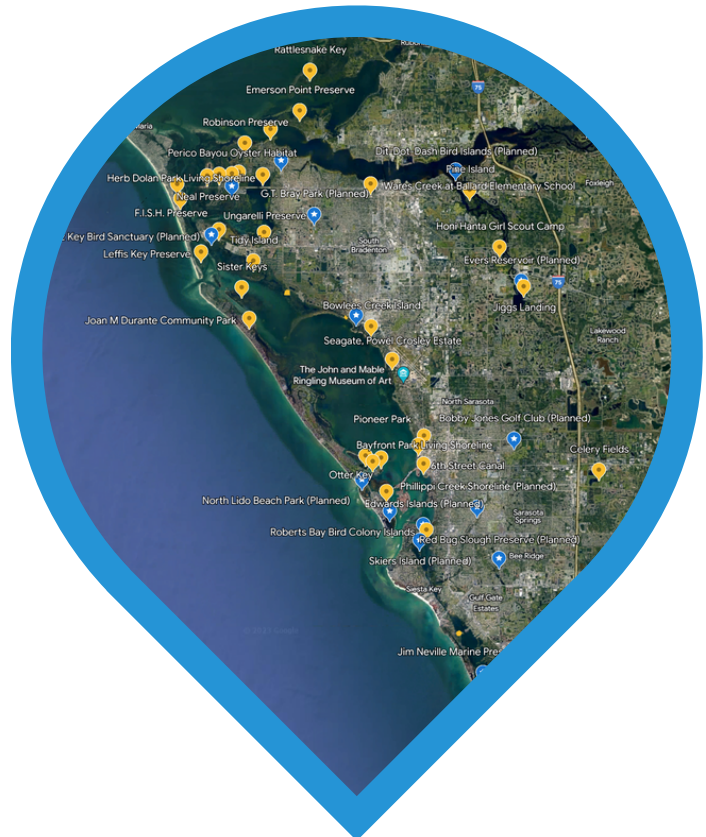 Rattlesnake Key
75
Emerson Point Preserve
Robinson Preserve
Dit Dot Dash Bird Islands (Planned)
Perico Bayou Oyster Habitat
Pine Island
Herb Dolan Park Living Shoreline
Wares Creek at Ballard Elementary School
Foxleigh
Neal Preserve
G.T. Bray Park (Planned)
F.I.S.H. Preserve
Ungarelli Preserve
Honi Hanta Girl Scout Camp
Key Bird Sanctuary (Planned)
Tidy Island
South
Bradenton
Leffis Key Preserve
Evers Reservoir (Planned)
Sister Keys
75
Bowlees Creek Island
Jiggs Landing
Joan M Durante Community Park
Seagate, Powel Crosley Estate
Lakewood
Ranch
The John and Mable
Ringling Museum of Art
North Sarasota
Pioneer Park
Bobby Jones Golf Club (Planned)
Bayfront Park Living Shoreline
Celery Fields
6th Street Canal
Otter Key
Phillippi Creek Shoreline (Planned)
North Lido Beach Park (Planned)
Edwards Islands (Planned)
Sarasota
Springs
Roberts Bay Bird Colony Islands
Red Bug Slough Preserve (Planned)
Bee Ridge
Skiers Island (Planned)
Siesta Key
Gulf Gate
Estates
Jim Neville Marine